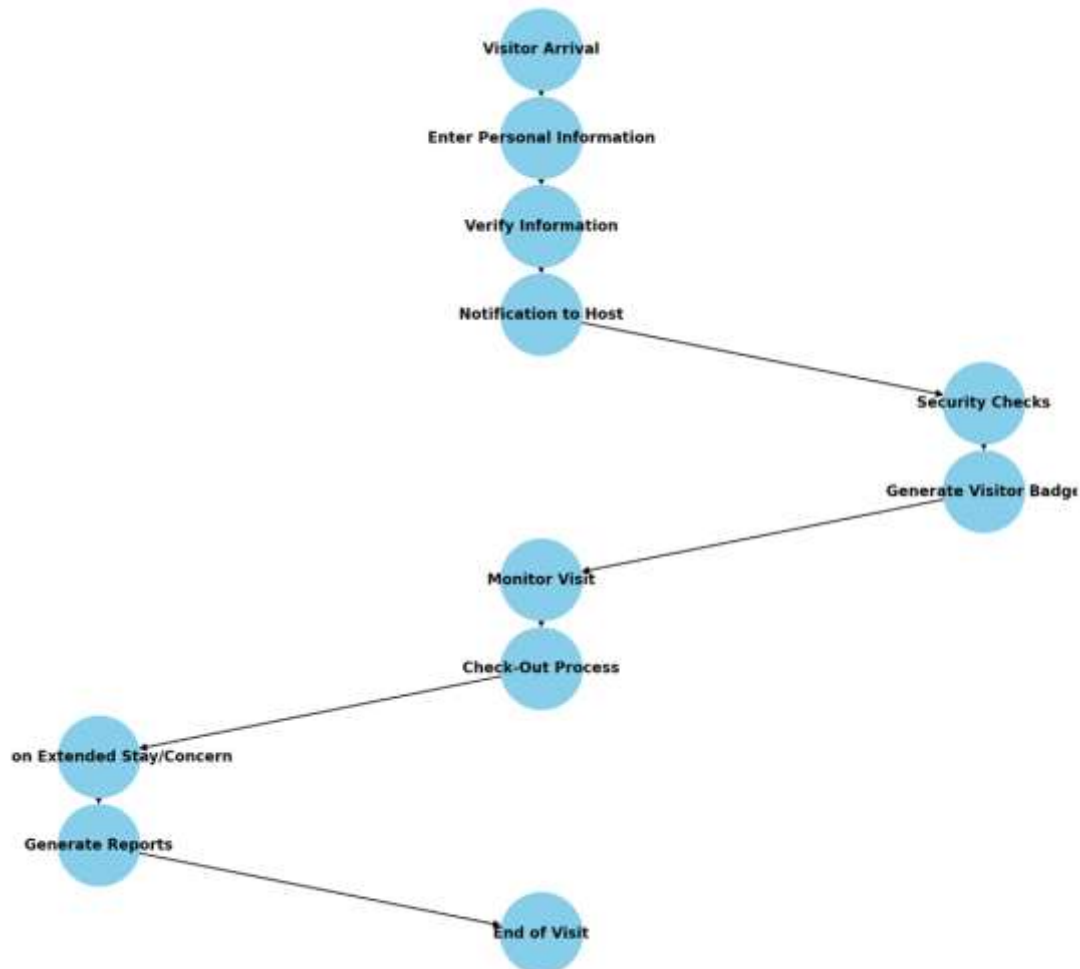 Visitor Arrival
Enter Personal Information
Verify Information
Notification to Host
Security Checks
Generate Visitor Badge
Monitor Visit
Check-Out Process
on Extended Stay/Concern
Generate Reports
End of Visit